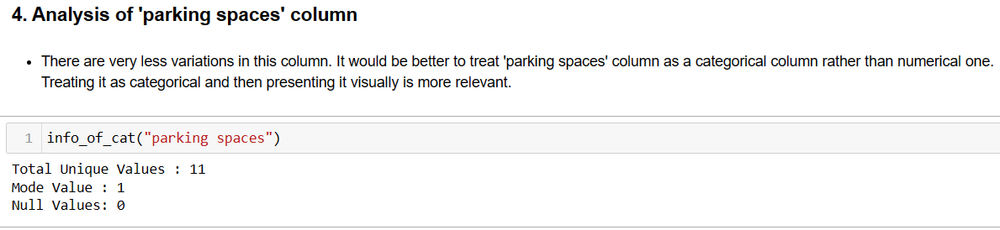 4. Analysis of 'parking spaces' column
• There are very less variations in this column. It would be better to treat 'parking spaces' column as a categorical column rather than numerical one.
Treating it as categorical and then presenting it visually is more relevant.
1 info_of_cat("parking spaces")
Total Unique Values : 11
Mode Value : 1
Null Values: 0